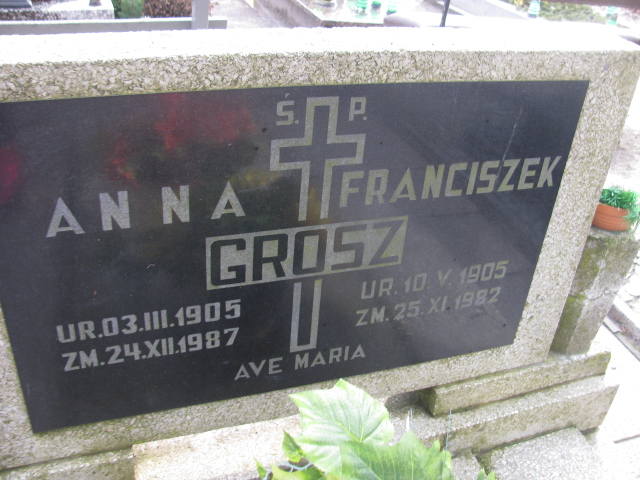 Ś. P.
ANNA FRANCISZEK
GROSZ
UR. 03. III. 1905 UR. 10. V. 1905
ZM. 24. XII. 1987 ZM. 25. XI. 1982
AVE MARIA